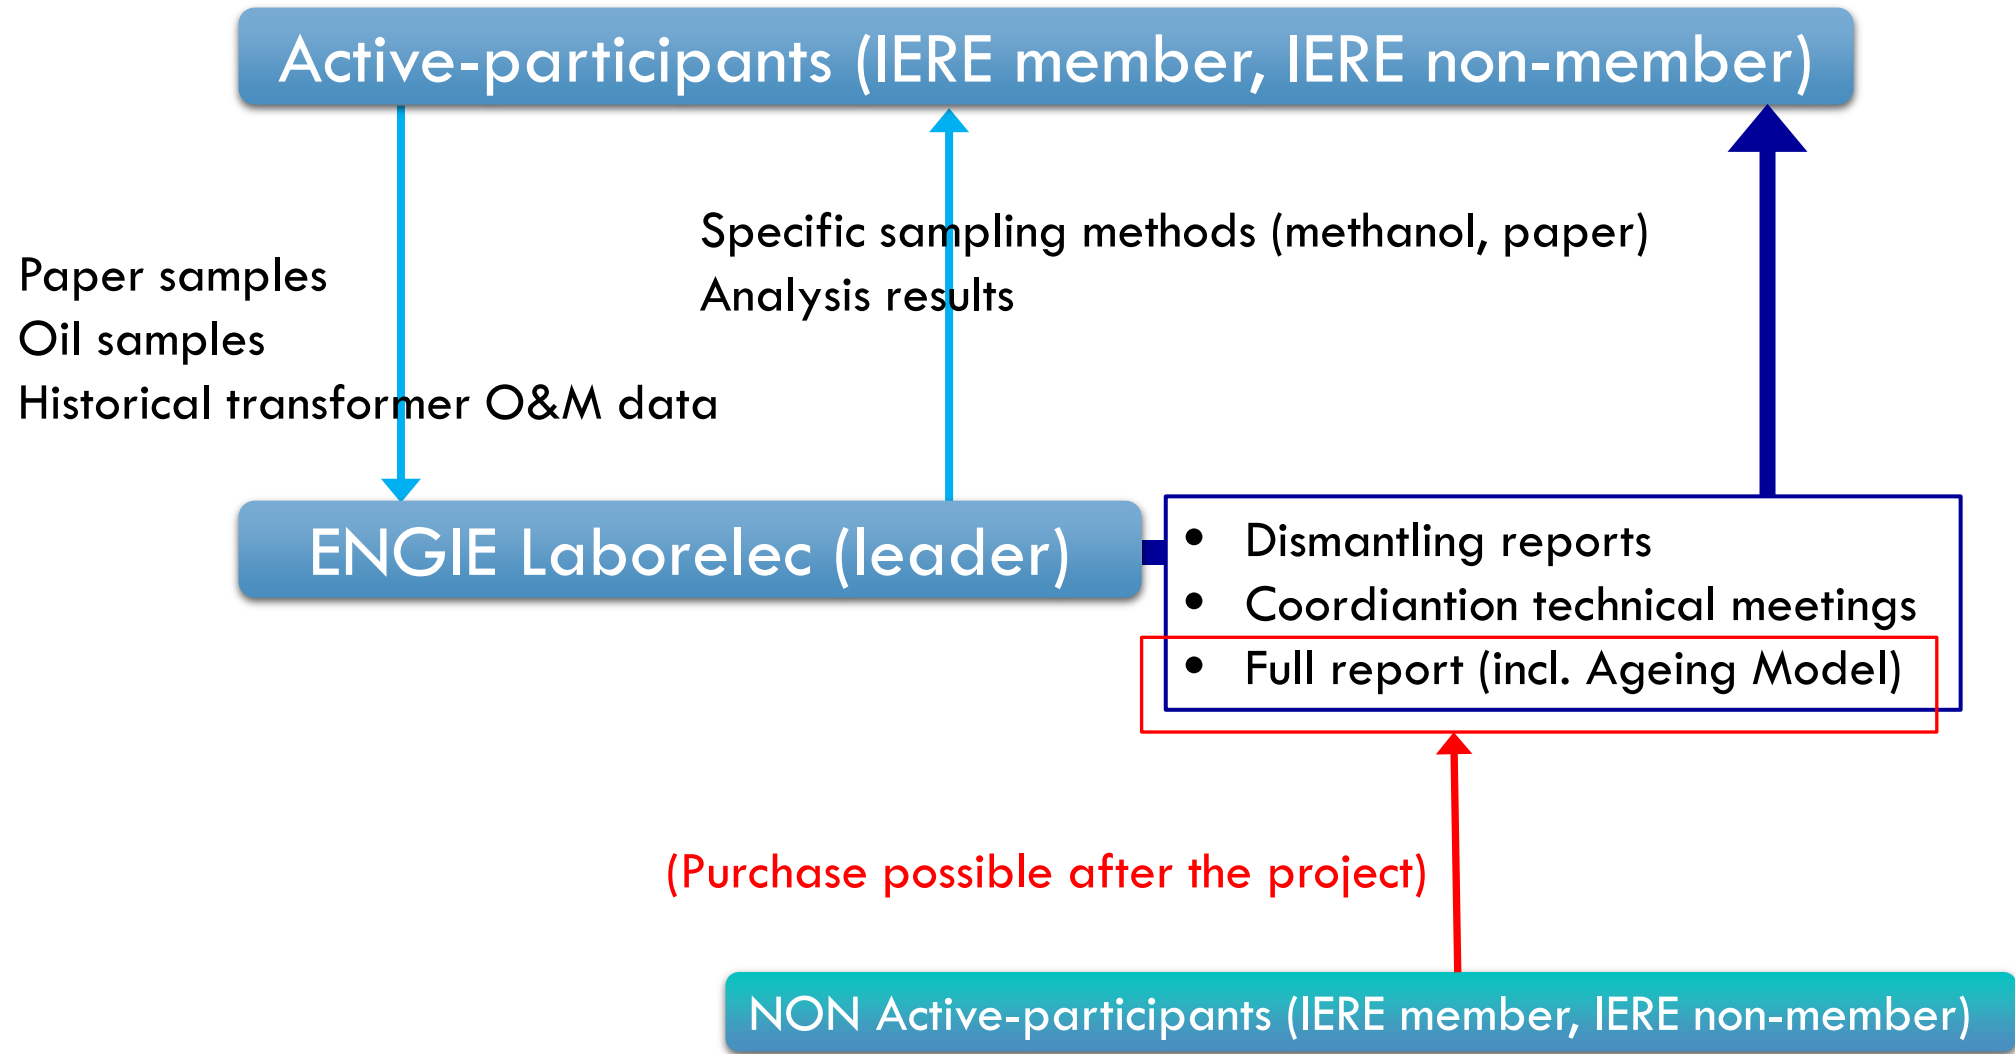 Active-participants (IERE member, IERE non-member)
Specific sampling methods (methanol, paper)
Analysis results
Paper samples
Oil samples
Historical transformer O&M data
ENGIE Laborelec (leader)
• Dismantling reports
• Coordiantion technical meetings
• Full report (incl. Ageing Model)
(Purchase possible after the project)
NON Active-participants (IERE member, IERE non-member)